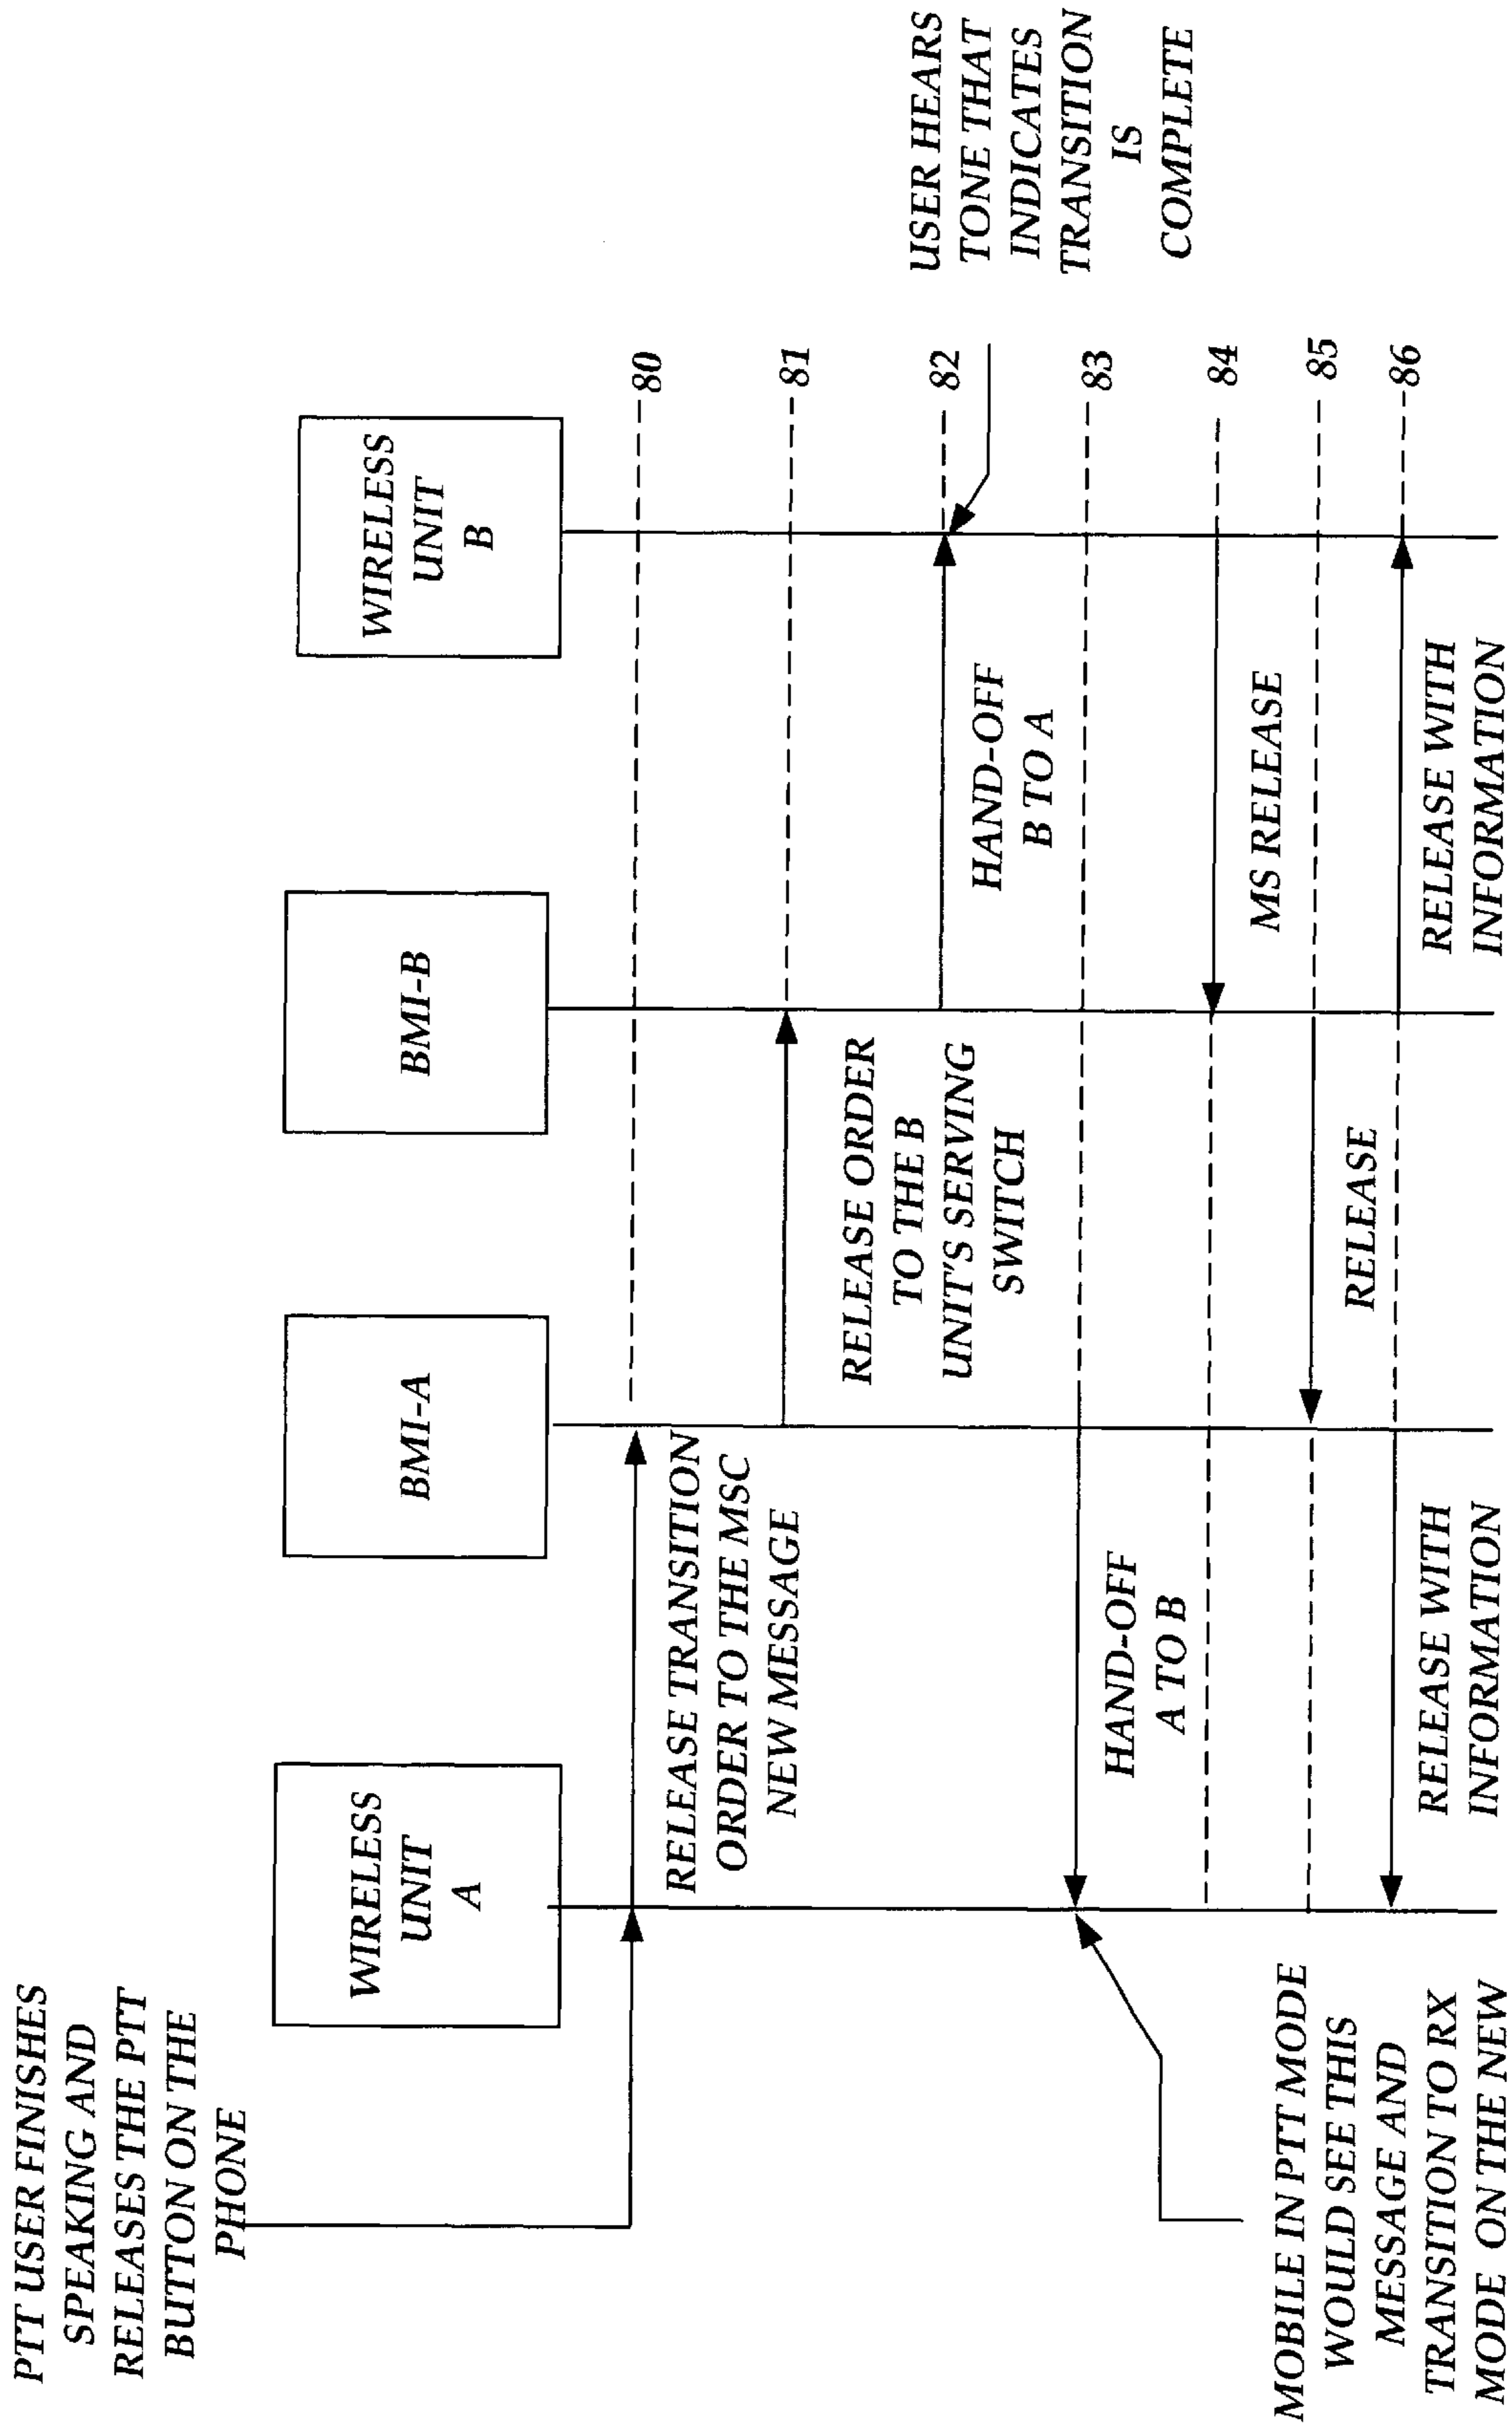 PTT USER FINISHES
SPEAKING AND
RELEASES THE PTT
BUTTON ON THE
PHONE
WIRELESS
UNIT
A
BMI-A
BMI-B
WIRELESS
UNIT
B
80
RELEASE TRANSITION
ORDER TO THE MSC
NEW MESSAGE
81
RELEASE ORDER
TO THE B
UNIT'S SERVING
SWITCH
82
HAND-OFF
B TO A
USER HEARS
TONE THAT
INDICATES
TRANSITION
IS
COMPLETE
83
HAND-OFF
A TO B
MOBILE IN PTT MODE
WOULD SEE THIS
MESSAGE AND
TRANSITION TO RX
MODE ON THE NEW
84
MS RELEASE
85
RELEASE
86
RELEASE WITH
INFORMATION
RELEASE WITH
INFORMATION